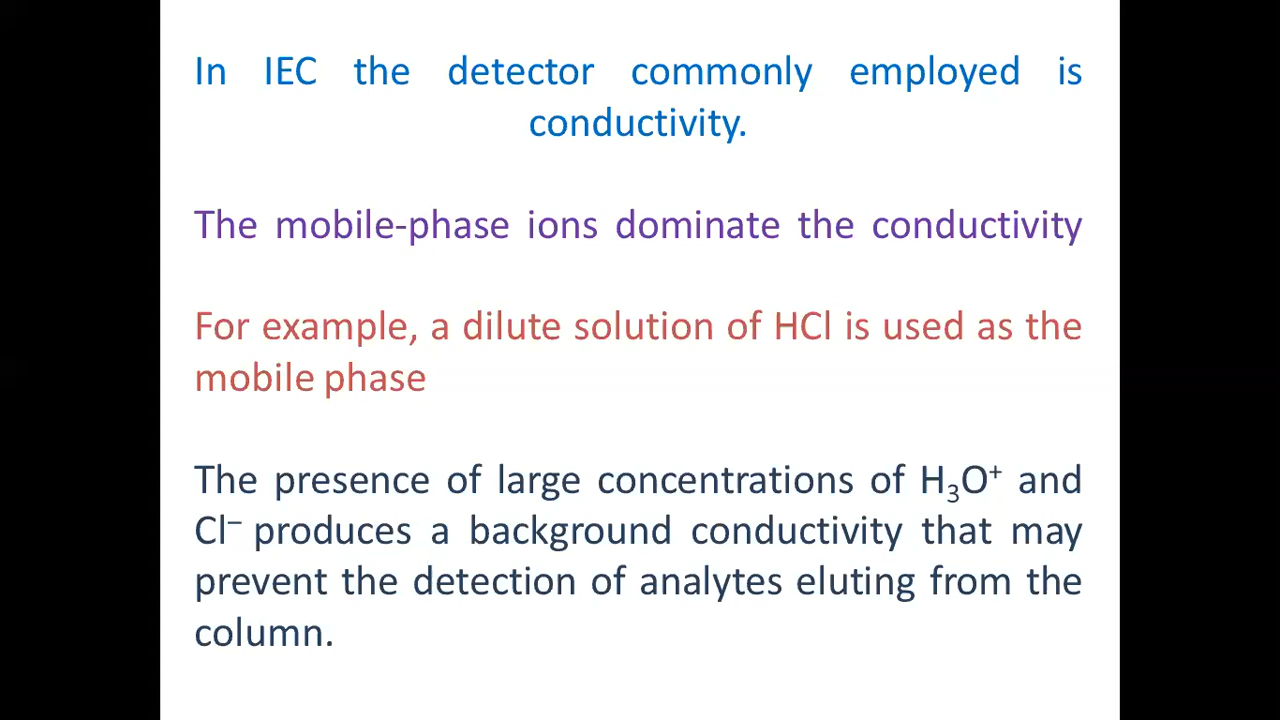 In IEC the detector commonly employed is
conductivity.
The mobile-phase ions dominate the conductivity
For example, a dilute solution of HCl is used as the
mobile phase
The presence of large concentrations of H₃O⁺ and
Cl⁻ produces a background conductivity that may
prevent the detection of analytes eluting from the
column.